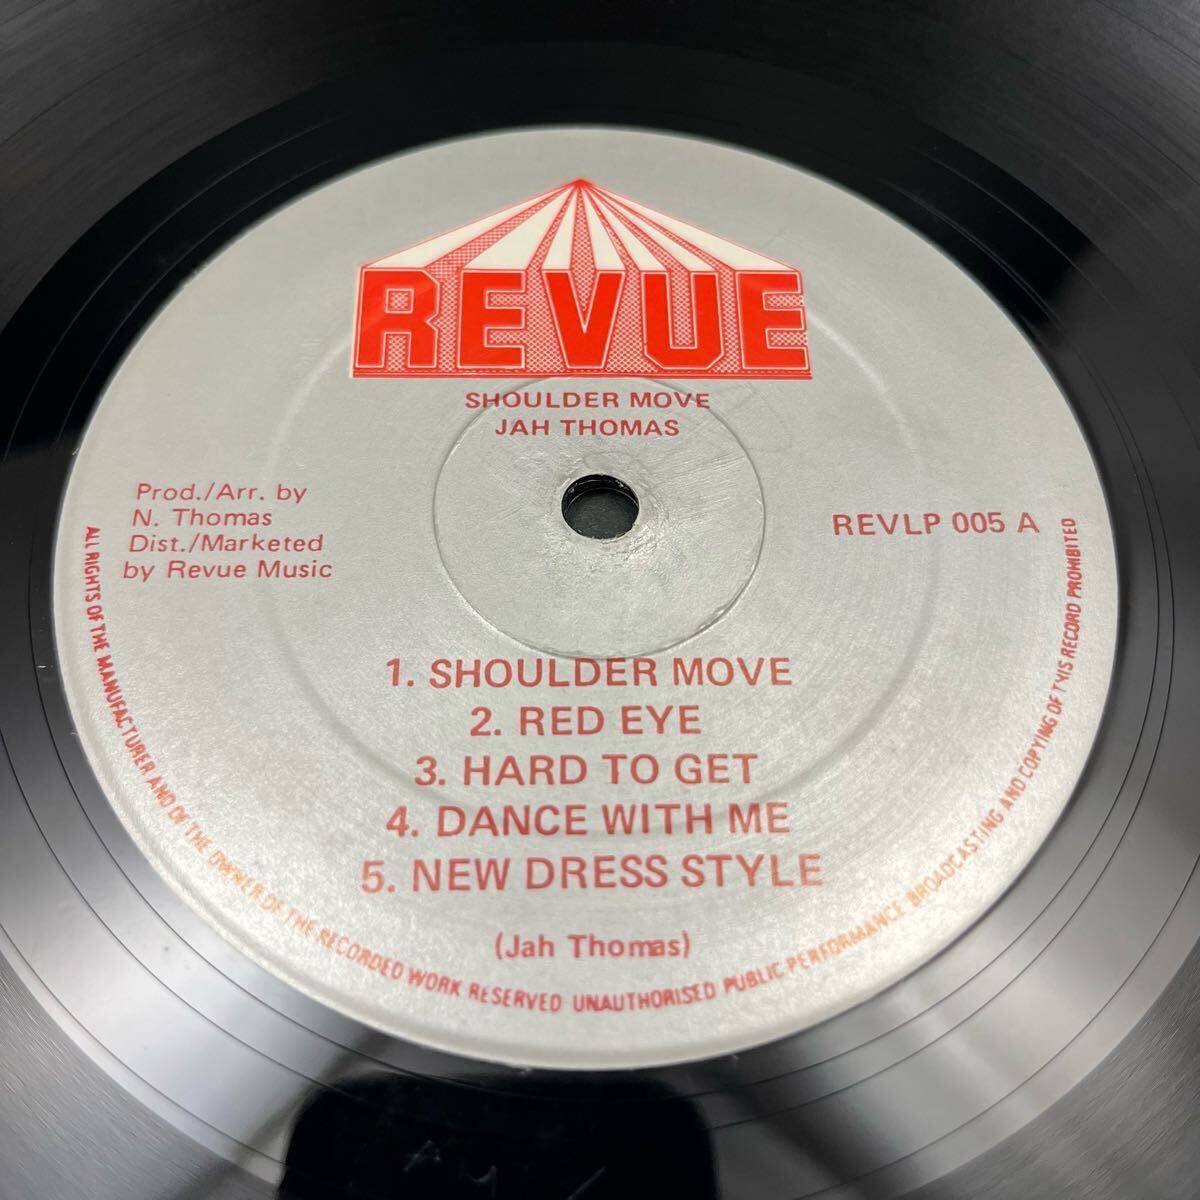 REVUE
SHOULDER MOVE
JAH THOMAS
Prod./Arr. by
N. Thomas
Dist./Marketed
by Revue Music
REVLP 005 A
1. SHOULDER MOVE
2. RED EYE
3. HARD TO GET
4. DANCE WITH ME
5. NEW DRESS STYLE
(Jah Thomas)
ALL RIGHTS OF THE MANUFACTURER AND OF THE OWNER OF THE RECORDED WORK RESERVED UNAUTHORISED PUBLIC PERFORMANCE BROADCASTING AND COPYING OF THIS RECORD PROHIBITED